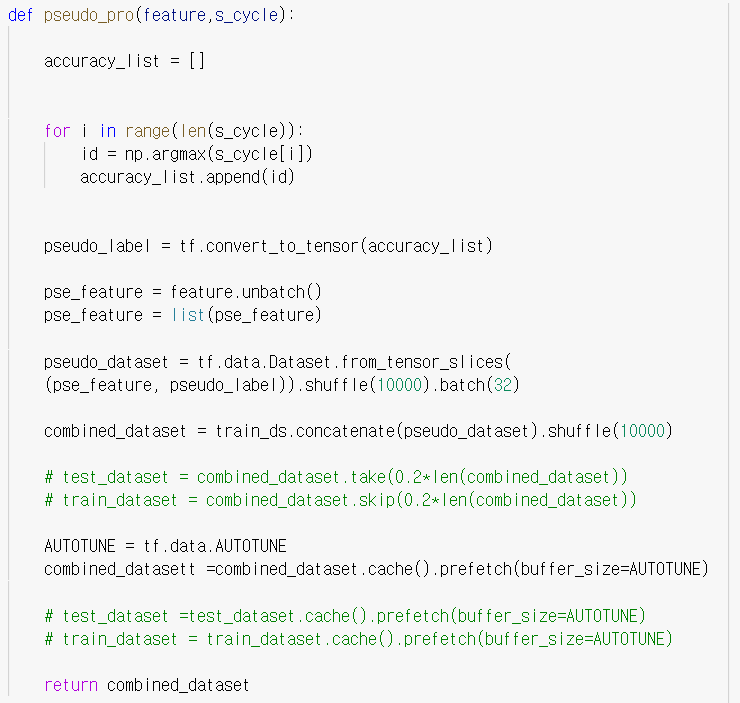 def pseudo_pro(feature,s_cycle):
accuracy_list = []
for i in range(len(s_cycle)):
id = np.argmax(s_cycle[i])
accuracy_list.append(id)
pseudo_label = tf.convert_to_tensor(accuracy_list)
pse_feature = feature.unbatch()
pse_feature = list(pse_feature)
pseudo_dataset = tf.data.Dataset.from_tensor_slices(
(pse_feature, pseudo_label)).shuffle(10000).batch(32)
combined_dataset = train_ds.concatenate(pseudo_dataset).shuffle(10000)
# test_dataset = combined_dataset.take(0.2*len(combined_dataset))
# train_dataset = combined_dataset.skip(0.2*len(combined_dataset))
AUTOTUNE = tf.data.AUTOTUNE
combined_datasett =combined_dataset.cache().prefetch(buffer_size=AUTOTUNE)
# test_dataset =test_dataset.cache().prefetch(buffer_size=AUTOTUNE)
# train_dataset = train_dataset.cache().prefetch(buffer_size=AUTOTUNE)
return combined_dataset